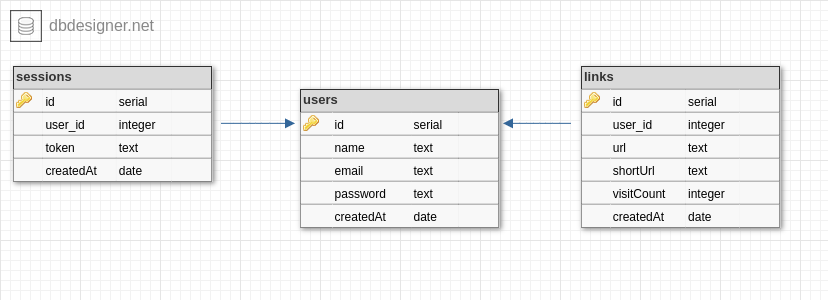 dbdesigner.net
sessions
id serial
user_id integer
token text
createdAt date
users
id serial
name text
email text
password text
createdAt date
links
id serial
user_id integer
url text
shortUrl text
visitCount integer
createdAt date